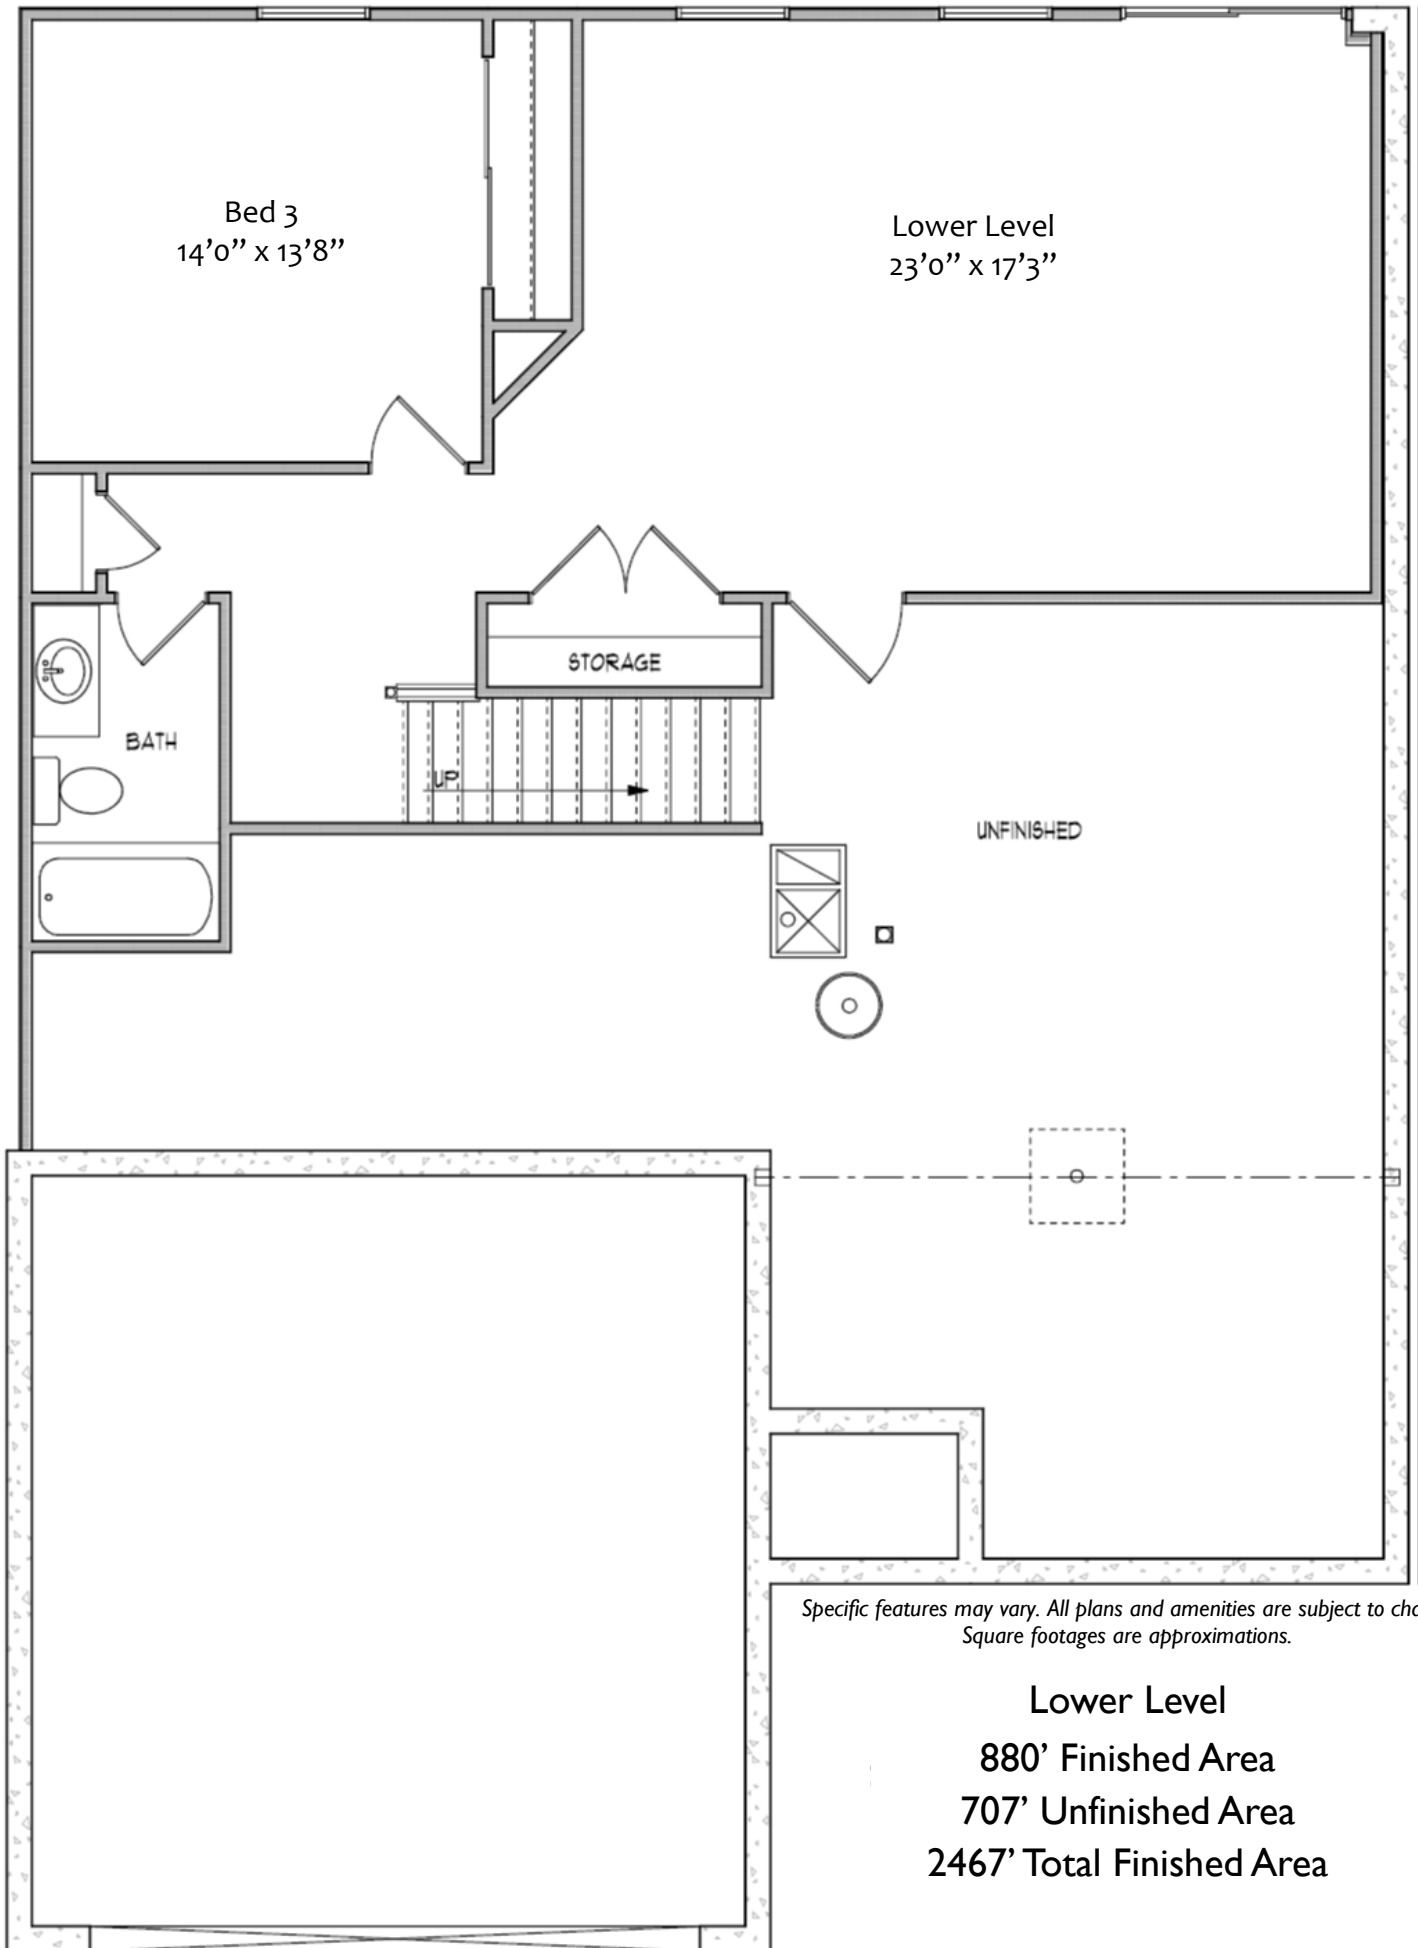 Bed 3
14’0” x 13’8”
Lower Level
23’0” x 17’3”
STORAGE
BATH
UP
UNFINISHED
Specific features may vary. All plans and amenities are subject to
Square footages are approximations.
Lower Level
880’ Finished Area
707’ Unfinished Area
2467’ Total Finished Area